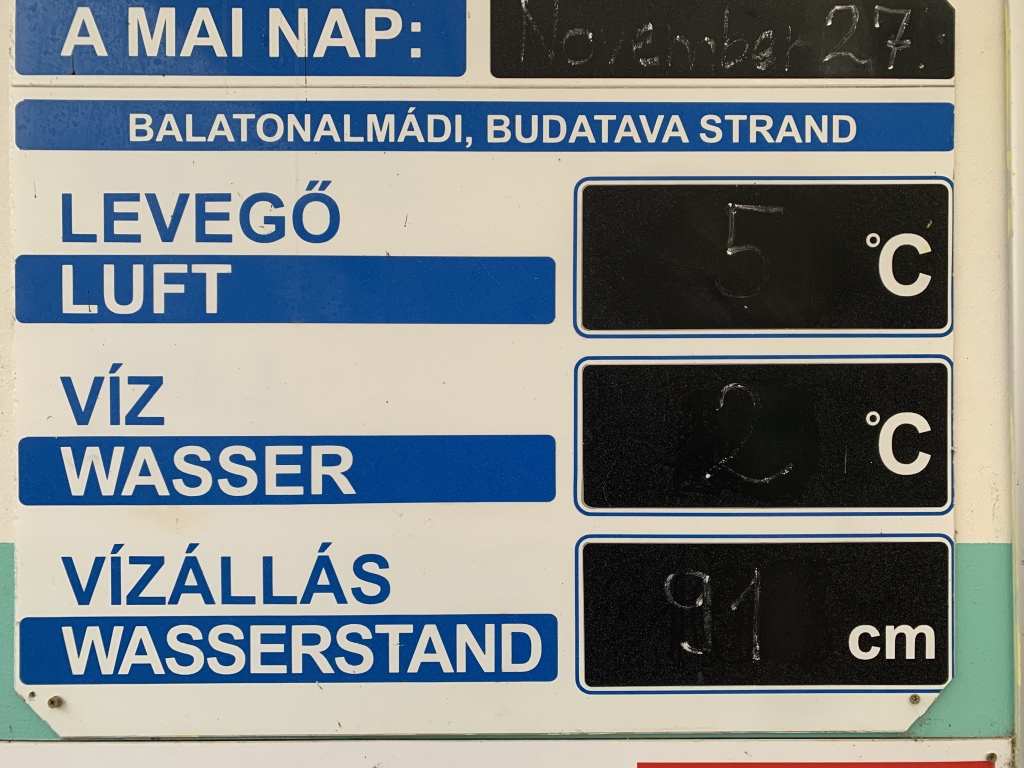 A MAI NAP: November 27.
BALATONALMÁDI, BUDATAVA STRAND
LEVEGŐ
LUFT 5 °C
VÍZ
WASSER 2 °C
VÍZÁLLÁS
WASSERSTAND 91 cm